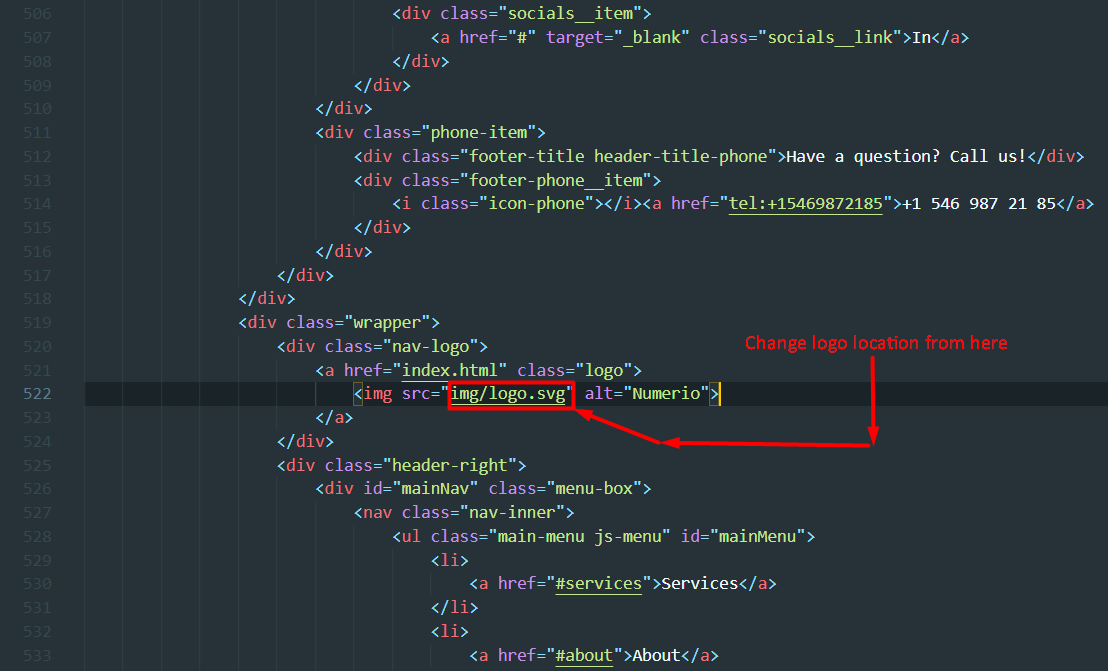 506 <div class="socials__item">
507 <a href="#" target="_blank" class="socials__link">In</a>
508 </div>
509 </div>
510 </div>
511 <div class="phone-item">
512 <div class="footer-title header-title-phone">Have a question? Call us!</div>
513 <div class="footer-phone__item">
514 <i class="icon-phone"></i><a href="tel:+15469872185">+1 546 987 21 85</a>
515 </div>
516 </div>
517 </div>
518 </div>
519 <div class="wrapper">
520 <div class="nav-logo">
Change logo location from here
521 <a href="index.html" class="logo">
522 <img src="img/logo.svg" alt="Numerio">
523 </a>
524 </div>
525 <div class="header-right">
526 <div id="mainNav" class="menu-box">
527 <nav class="nav-inner">
528 <ul class="main-menu js-menu" id="mainMenu">
529 <li>
530 <a href="#services">Services</a>
531 </li>
532 <li>
533 <a href="#about">About</a>